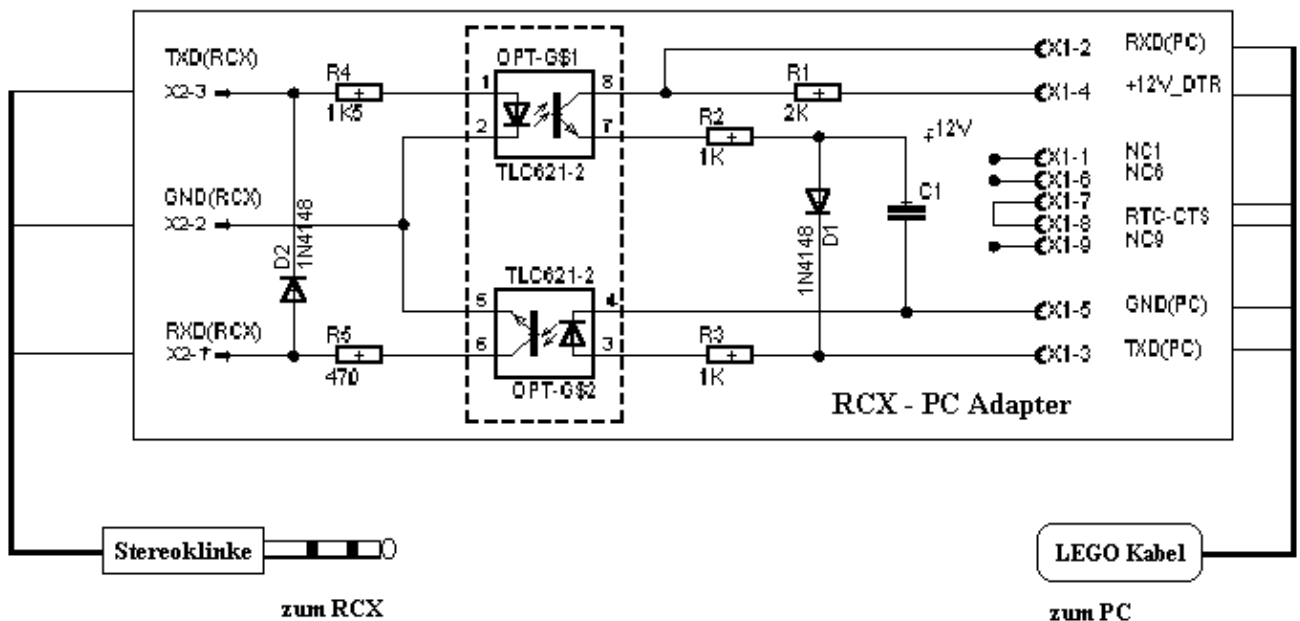 TXD(RCX)
X2-3
R4
1K5
OPT-G$1
1
2
8
7
TLC621-2
R1
2K
R2
1K
+12V
C1
X1-2
RXD(PC)
X1-4
+12V_DTR
X1-1
NC1
X1-6
NC6
X1-7
X1-8
RTC-CTS
X1-9
NC9
GND(RCX)
X2-2
D2
1N4148
D1
1N4148
TLC621-2
5
6
4
3
OPT-G$2
RXD(RCX)
X2-1
R5
470
R3
1K
X1-5
GND(PC)
X1-3
TXD(PC)
RCX - PC Adapter
Stereoklinke
zum RCX
LEGO Kabel
zum PC